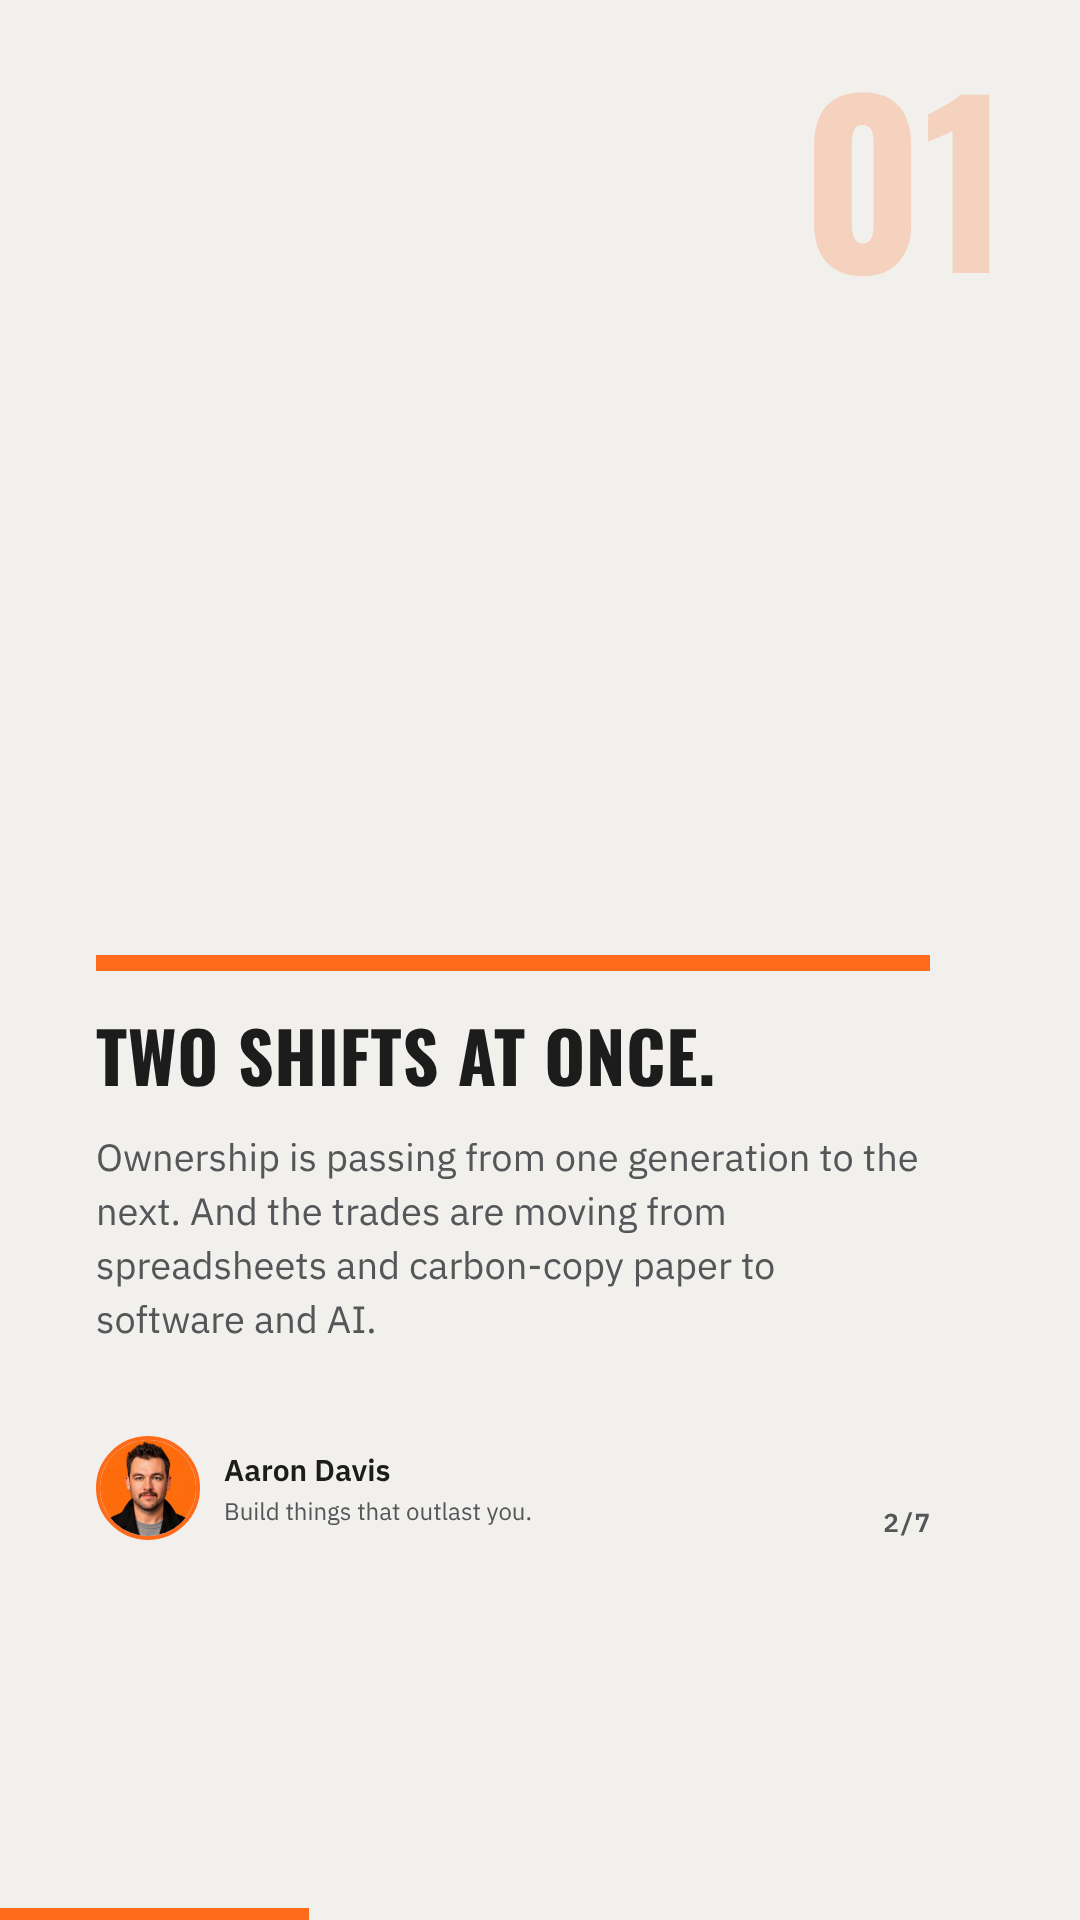 01
TWO SHIFTS AT ONCE.
Ownership is passing from one generation to the
next. And the trades are moving from
spreadsheets and carbon-copy paper to
software and AI.
Aaron Davis
Build things that outlast you.
2/7